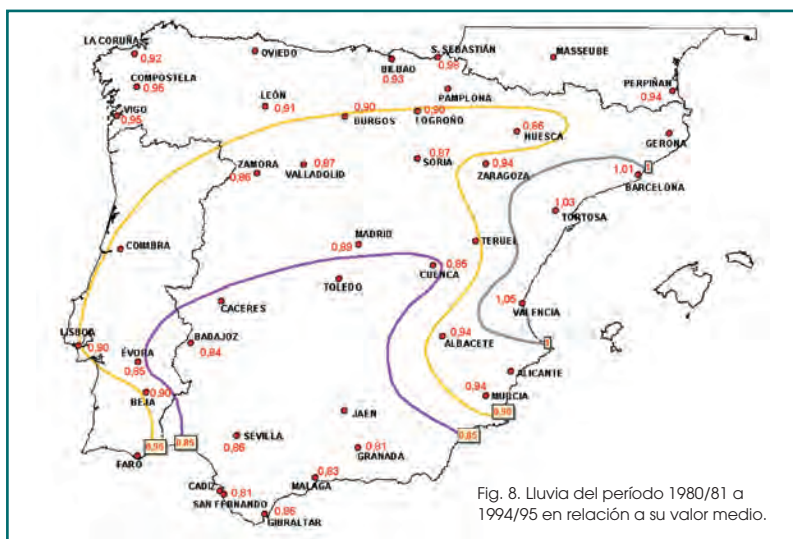 LA CORUÑA
0,92
COMPOSTELA
0,96
VIGO
0,95
OVIEDO
LEÓN
0,91
BILBAO
0,93
S. SEBASTIÁN
0,98
MASSEUBE
PERPIÑAN
0,94
PAMPLONA
0,90
BURGOS
0,90
LOGROÑO
0,86
HUESCA
GERONA
ZAMORA
0,86
0,87
VALLADOLID
0,87
SORIA
0,94
ZARAGOZA
1,01
BARCELONA
1,03
TORTOSA
COIMBRA
MADRID
0,89
TERUEL
0,85
CUENCA
TOLEDO
CACERES
1,05
VALENCIA
LISBOA
0,90
BADAJOZ
0,84
ÉVORA
0,85
0,94
ALBACETE
0,90
BEJA
ALICANTE
0,94
MURCIA
0,90
JAEN
0,85
0,85
SEVILLA
0,86
0,81
GRANADA
FARO
0,83
MALAGA
CADIZ
0,81
SAN FERNANDO
0,86
GIBRALTAR
Fig. 8. Lluvia del período 1980/81 a
1994/95 en relación a su valor medio.